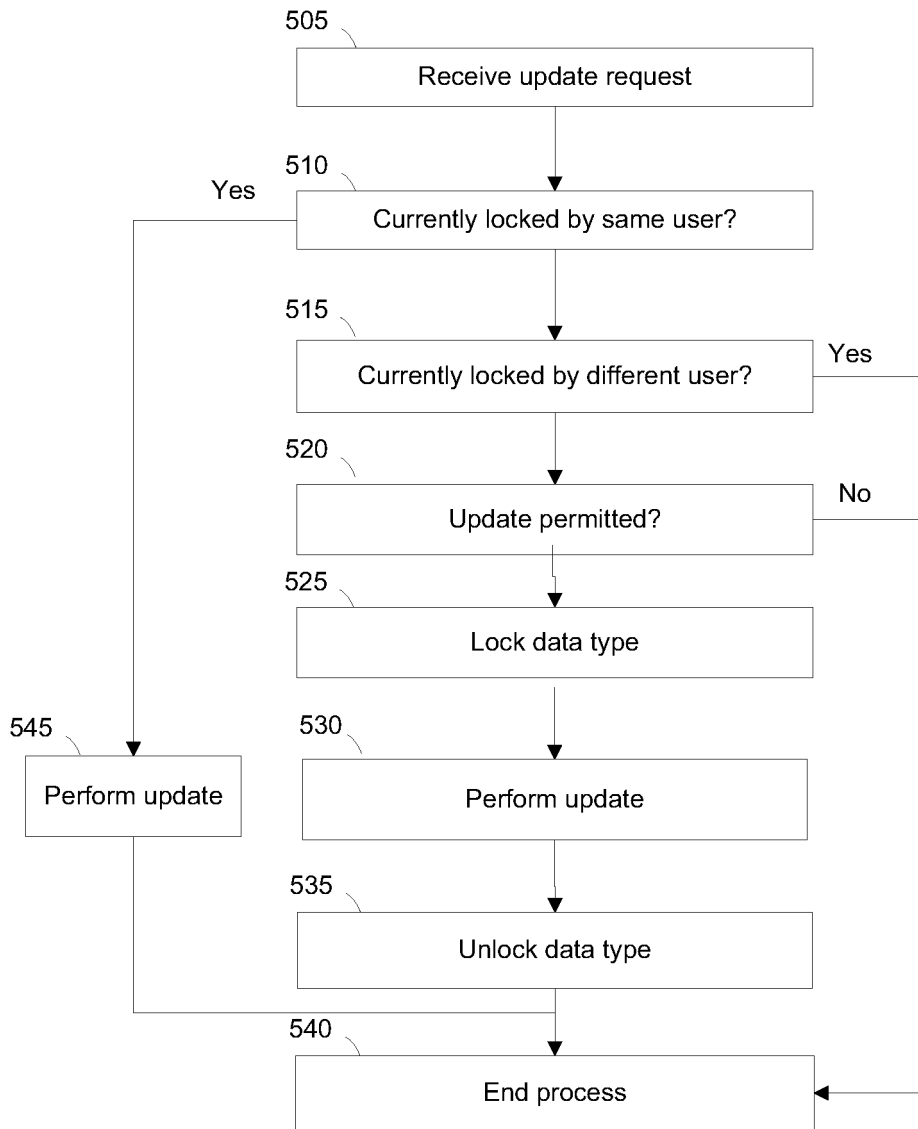 505
Receive update request
510
Yes
Currently locked by same user?
515
Yes
Currently locked by different user?
520
No
Update permitted?
525
Lock data type
545
530
Perform update
Perform update
535
Unlock data type
540
End process